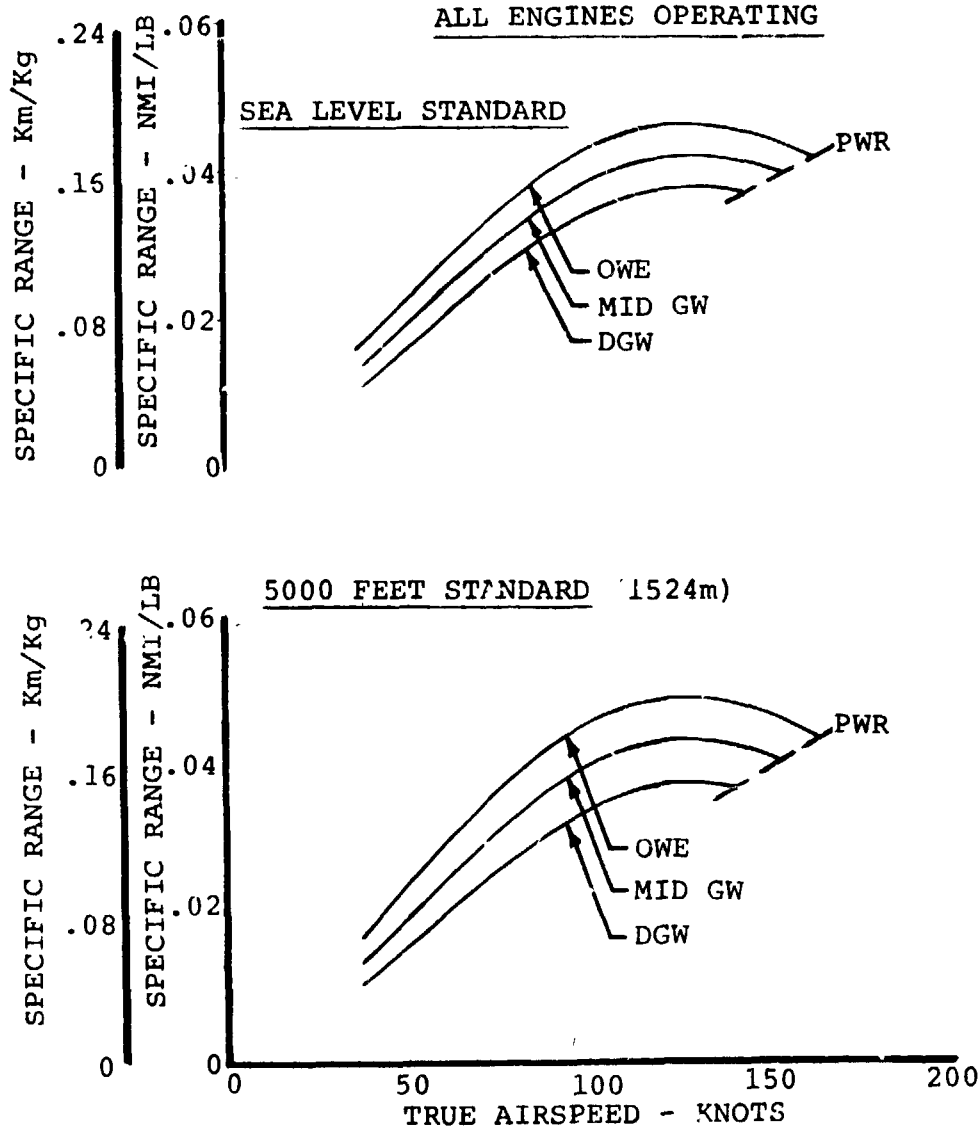 ALL ENGINES OPERATING
SPECIFIC RANGE - Km/Kg
SPECIFIC RANGE - NMI/LB
.24
.16
.08
0
.06
.04
.02
0
SEA LEVEL STANDARD
PWR
OWE
MID GW
DGW
5000 FEET STANDARD 1524m)
SPECIFIC RANGE - Km/Kg
SPECIFIC RANGE - NMI/LB
24
.16
.08
0
.06
.04
.02
0
PWR
OWE
MID GW
DGW
0 50 100 150 200
TRUE AIRSPEED - KNOTS